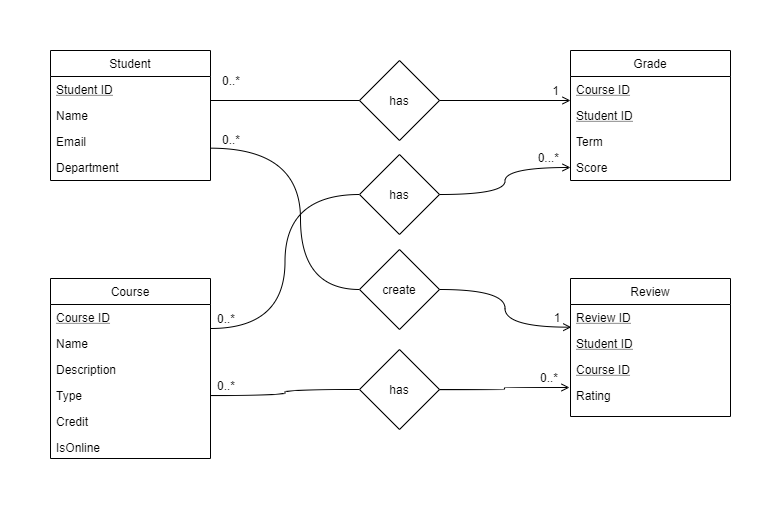 Student
Student ID
Name
Email
Department
0..*
0..*
has
1
Grade
Course ID
Student ID
Term
Score
0...*
has
create
Course
Course ID
Name
Description
Type
Credit
IsOnline
0..*
0..*
has
1
0..*
Review
Review ID
Student ID
Course ID
Rating